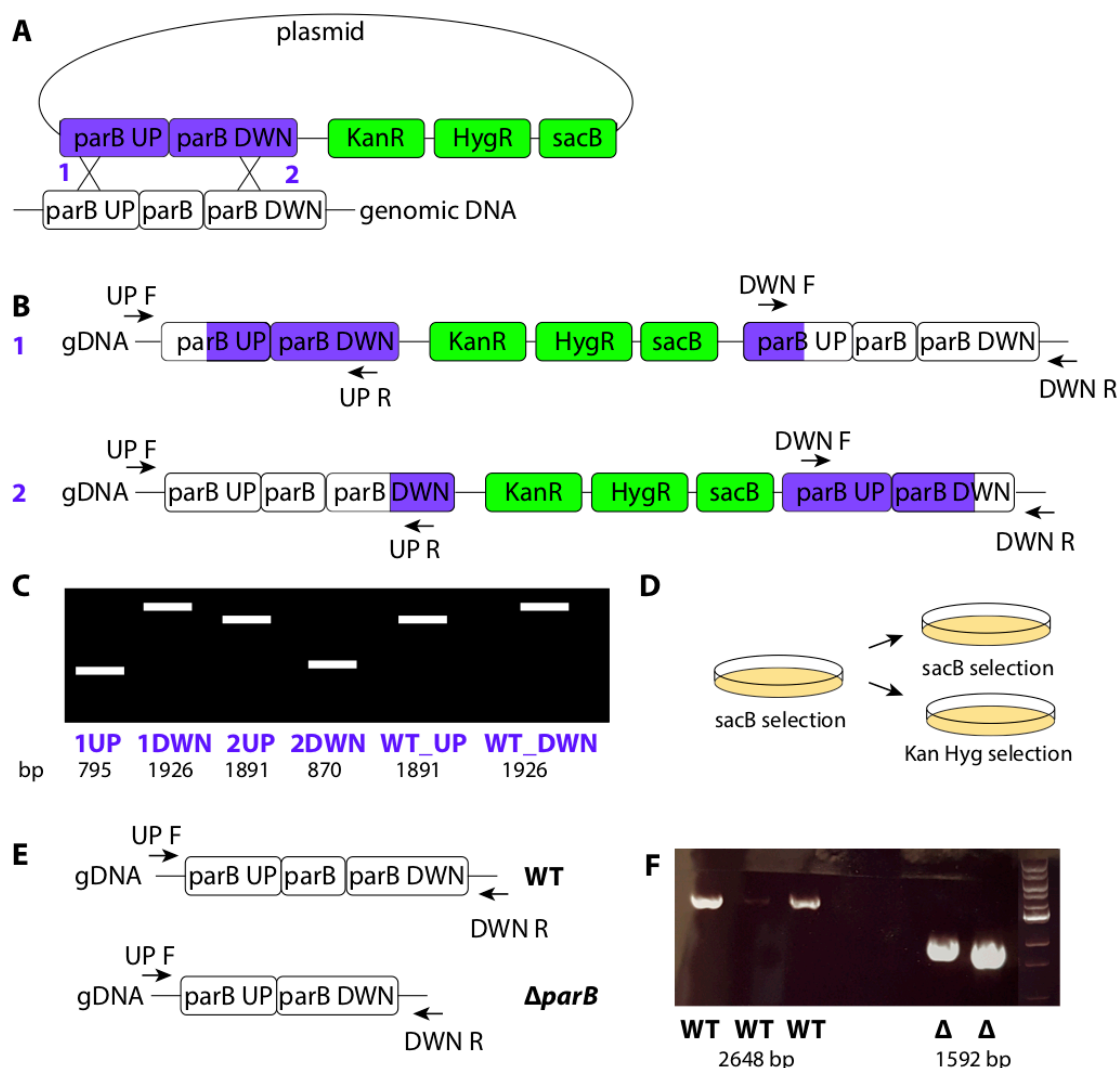 A
plasmid
parB UP parB DWN KanR HygR sacB
1 2
parB UP parB parB DWN genomic DNA
B
UP F DWN F
1 gDNA parB UP parB DWN KanR HygR sacB parB UP parB parB DWN
UP R DWN R
UP F DWN F
2 gDNA parB UP parB parB DWN KanR HygR sacB parB UP parB DWN
UP R DWN R
C
1UP 1DWN 2UP 2DWN WT_UP WT_DWN
bp 795 1926 1891 870 1891 1926
D
sacB selection
sacB selection
Kan Hyg selection
E
UP F
gDNA parB UP parB parB DWN WT
DWN R
UP F
gDNA parB UP parB DWN ΔparB
DWN R
F
WT WT WT Δ Δ
2648 bp 1592 bp